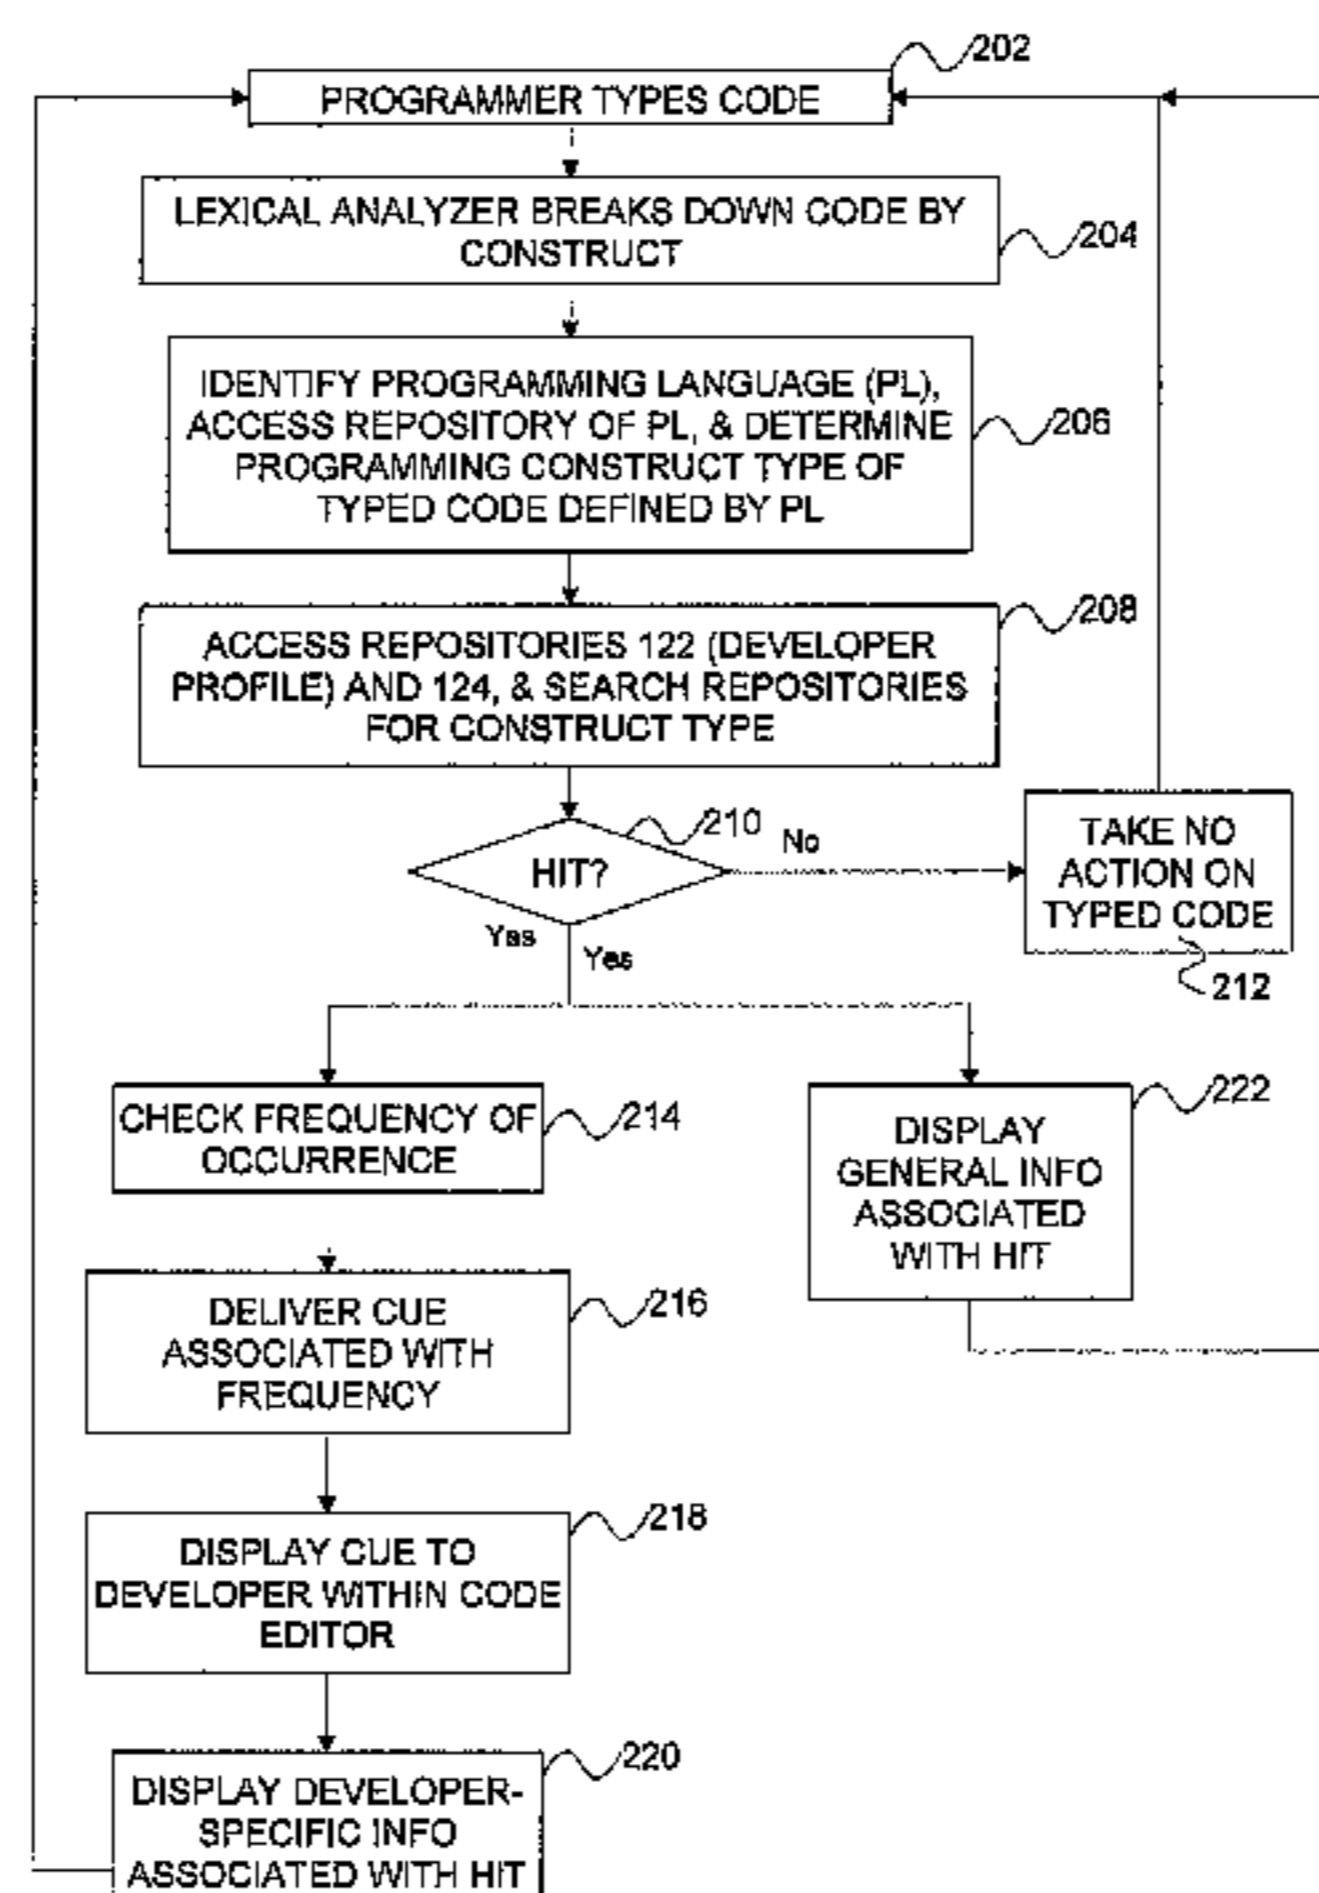 202
PROGRAMMER TYPES CODE
LEXICAL ANALYZER BREAKS DOWN CODE BY
CONSTRUCT
204
IDENTIFY PROGRAMMING LANGUAGE (PL),
ACCESS REPOSITORY OF PL, & DETERMINE
PROGRAMMING CONSTRUCT TYPE OF
TYPED CODE DEFINED BY PL
206
208
ACCESS REPOSITORIES 122 (DEVELOPER
PROFILE) AND 124, & SEARCH REPOSITORIES
FOR CONSTRUCT TYPE
210
HIT?
No
TAKE NO
ACTION ON
TYPED CODE
212
Yes
Yes
CHECK FREQUENCY OF
OCCURRENCE
214
222
DISPLAY
GENERAL INFO
ASSOCIATED
WITH HIT
DELIVER CUE
ASSOCIATED WITH
FREQUENCY
216
218
DISPLAY CUE TO
DEVELOPER WITHIN CODE
EDITOR
220
DISPLAY DEVELOPER-
SPECIFIC INFO
ASSOCIATED WITH HIT